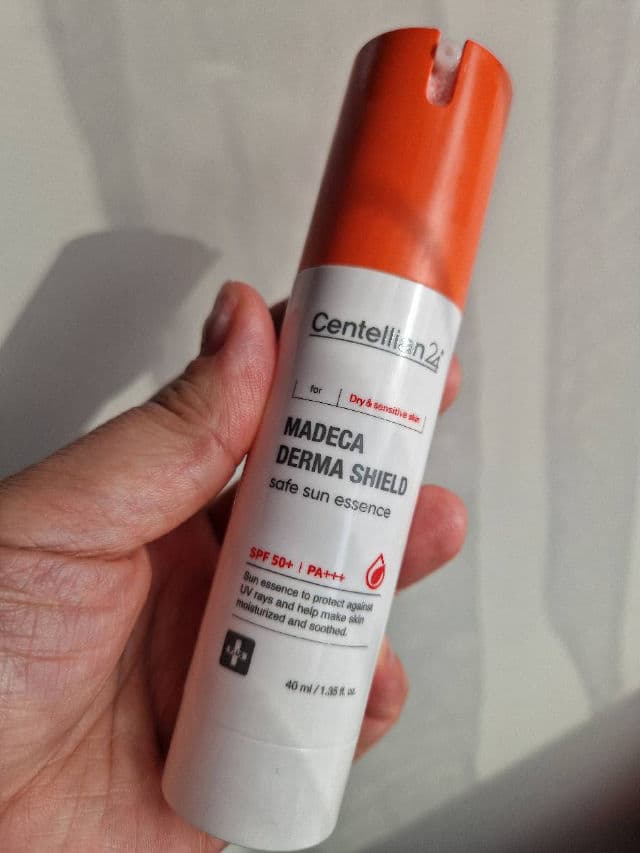 Centellian24
for Dry & sensitive skin
MADECA
DERMA SHIELD
safe sun essence
SPF 50+ | PA+++
Sun essence to protect against
UV rays and help make skin
moisturized and soothed.
40 ml / 1.35 fl. oz.